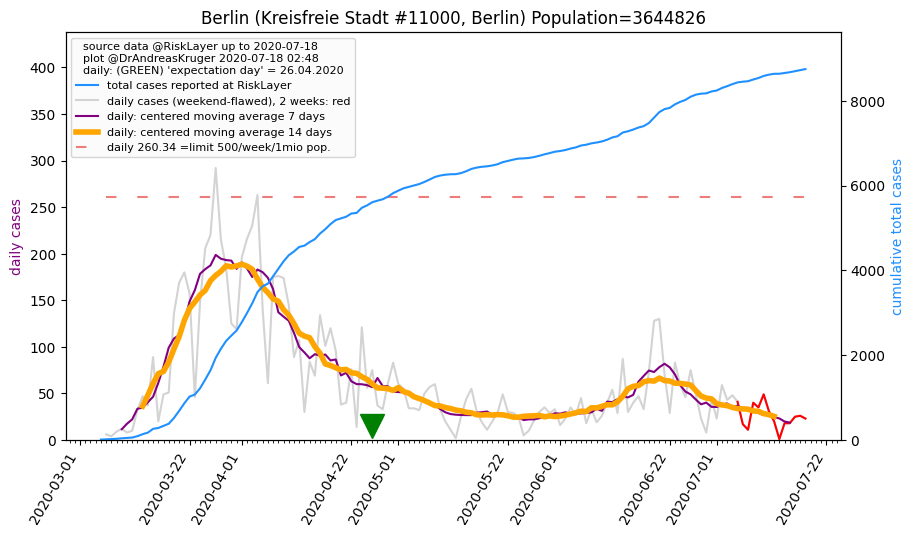 Berlin (Kreisfreie Stadt #11000, Berlin) Population=3644826
source data @RiskLayer up to 2020-07-18
plot @DrAndreasKruger 2020-07-18 02:48
daily: (GREEN) 'expectation day' = 26.04.2020
total cases reported at RiskLayer
daily cases (weekend-flawed), 2 weeks: red
daily: centered moving average 7 days
daily: centered moving average 14 days
daily 260.34 =limit 500/week/1mio pop.
daily cases
400
350
300
250
200
150
100
50
0
cumulative total cases
8000
6000
4000
2000
0
2020-03-01
2020-03-22
2020-04-01
2020-04-22
2020-05-01
2020-05-22
2020-06-01
2020-06-22
2020-07-01
2020-07-22